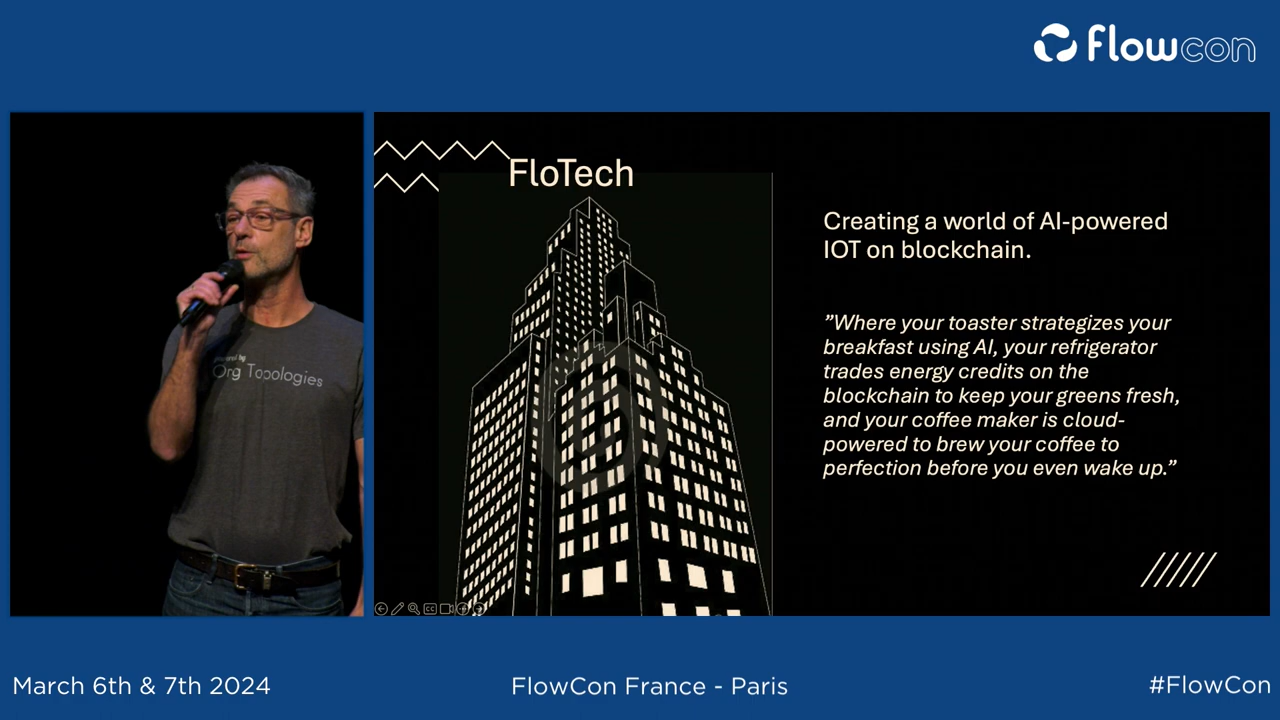 flowcon
FloTech
Creating a world of AI-powered
IOT on blockchain.
”Where your toaster strategizes your
breakfast using AI, your refrigerator
trades energy credits on the
blockchain to keep your greens fresh,
and your coffee maker is cloud-
powered to brew your coffee to
perfection before you even wake up.”
by
Org Topologies
March 6th & 7th 2024
FlowCon France - Paris
#FlowCon